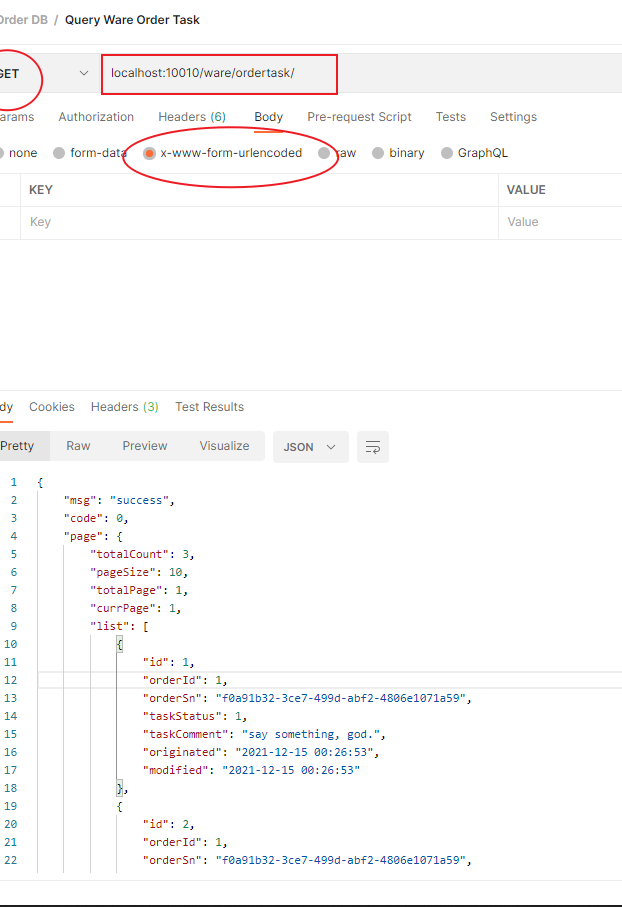 Order DB / Query Ware Order Task
GET localhost:10010/ware/ordertask/
arams Authorization Headers (6) Body Pre-request Script Tests Settings
none form-data x-www-form-urlencoded raw binary GraphQL
KEY VALUE
Key Value
dy Cookies Headers (3) Test Results
Pretty Raw Preview Visualize JSON
1 {
2 "msg": "success",
3 "code": 0,
4 "page": {
5 "totalCount": 3,
6 "pageSize": 10,
7 "totalPage": 1,
8 "currPage": 1,
9 "list": [
10 {
11 "id": 1,
12 "orderId": 1,
13 "orderSn": "f0a91b32-3ce7-499d-abf2-4806e1071a59",
14 "taskStatus": 1,
15 "taskComment": "say something, god.",
16 "originated": "2021-12-15 00:26:53",
17 "modified": "2021-12-15 00:26:53"
18 },
19 {
20 "id": 2,
21 "orderId": 1,
22 "orderSn": "f0a91b32-3ce7-499d-abf2-4806e1071a59",